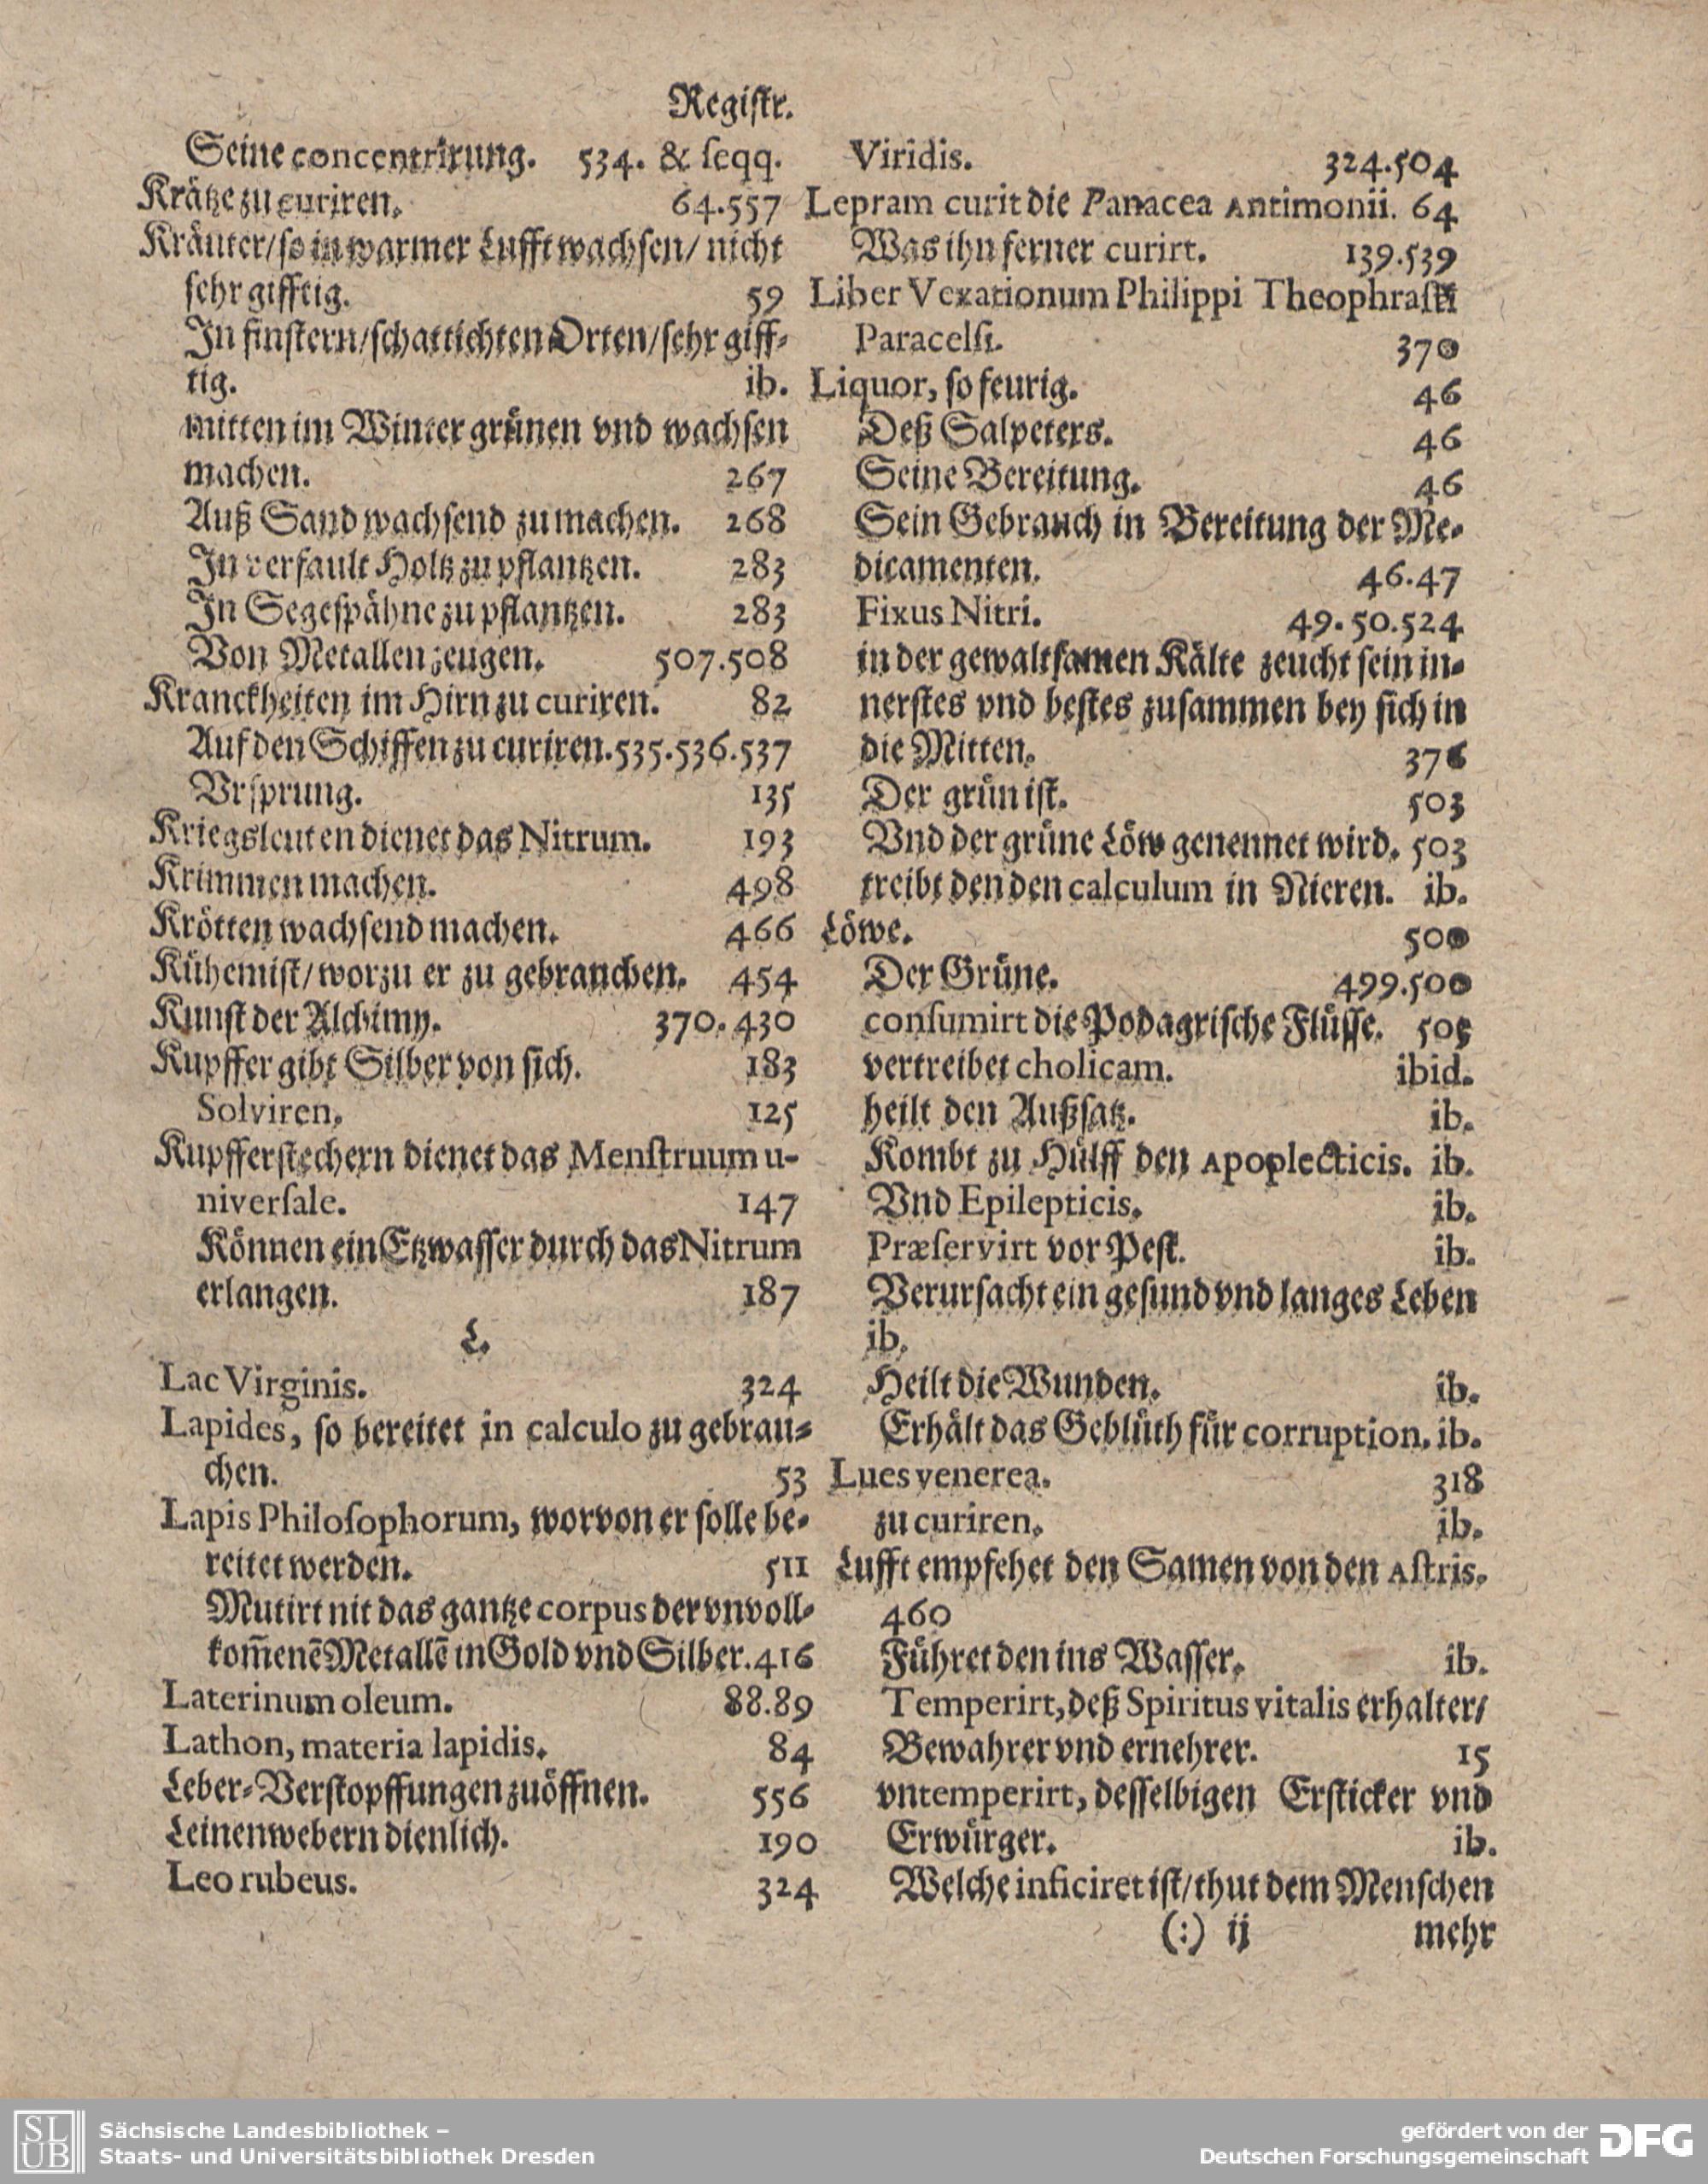 Regiſtr.
Seine concentrirung. 534. & ſeqq.
Krätze zu curiren. 64.557
Kräuter/ ſo in warmer Lufft wachſen/ nicht
ſehr gifftig. 59
In finſtern/ ſchattichten Orten/ ſehr giff-
tig. ib.
mitten im Winter grünen vnd wachſen
machen. 267
Auß Sand wachſend zu machen. 268
In verfault Holtz zu pflantzen. 283
In Segeſpähne zu pflantzen. 283
Von Metallen zeugen. 507.508
Kranckheiten im Hirn zu curiren. 82
Auf den Schiffen zu curiren. 535.536.537
Vrſprung. 135
Kriegsleuten dienet das Nitrum. 193
Krimmen machen. 498
Krötten wachſend machen. 466
Kühemiſt/ worzu er zu gebrauchen. 454
Kunſt der Alchimy. 370.430
Kupffer gibt Silber von ſich. 183
Solviren. 125
Kupfferſtechern dienet das Menſtruum u-
niverſale. 147
Können ein Etzwaſſer durch das Nitrum
erlangen. 187
L.
Lac Virginis. 324
Lapides, ſo bereitet in calculo zu gebrau-
chen. 53
Lapis Philoſophorum, worvon er ſolle be-
reitet werden. 511
Mutirt nit das gantze corpus der vnvoll-
kom̃enē Metallē in Gold vnd Silber. 416
Laterinum oleum. 88.89
Lathon, materia lapidis. 84
Leber-Verſtopffungen zuöffnen. 556
Leinenwebern dienlich. 190
Leo rubeus. 324
Viridis. 324.504
Lepram curit die Panacea Antimonii. 64
Was ihn ferner curirt. 139.539
Liber Vexationum Philippi Theophraſti
Paracelſi. 370
Liquor, ſo feurig. 46
Deß Salpeters. 46
Seine Bereitung. 46
Sein Gebrauch in Bereitung der Me-
dicamenten. 46.47
Fixus Nitri. 49.50.524
in der gewaltſamen Kälte zeucht ſein in-
nerſtes vnd beſtes zuſammen bey ſich in
die Mitten. 376
Der grün iſt. 503
Vnd der grüne Löw genennet wird. 503
treibt den den calculum in Nieren. ib.
Löwe. 500
Der Grüne. 499.500
conſumirt die Podagriſche Flüſſe.
vertreibet cholicam. ibid.
heilt den Außſatz. ib.
Kombt zu Hülff den Apoplecticis. ib.
Vnd Epilepticis. ib.
Præſervirt vor Peſt. ib.
Verurſacht ein geſund vnd langes Leben
ib.
Heilt die Wunden. ib.
Erhält das Geblüth für corruption. ib.
Lues venerea. 318
zu curiren. ib.
Lufft empfehet den Samen von den Aſtris.
460
Führet den ins Waſſer. ib.
Temperirt, deß Spiritus vitalis erhalter/
Bewahrer vnd ernehrer. 15
vntemperirt, deſſelbigen Erſticker vnd
Erwürger. ib.
Welche inficiret iſt/ thut dem Menſchen
(:) ij mehr
SLUB
Sächsische Landesbibliothek –
Staats- und Universitätsbibliothek Dresden
gefördert von der
Deutschen Forschungsgemeinschaft
DFG